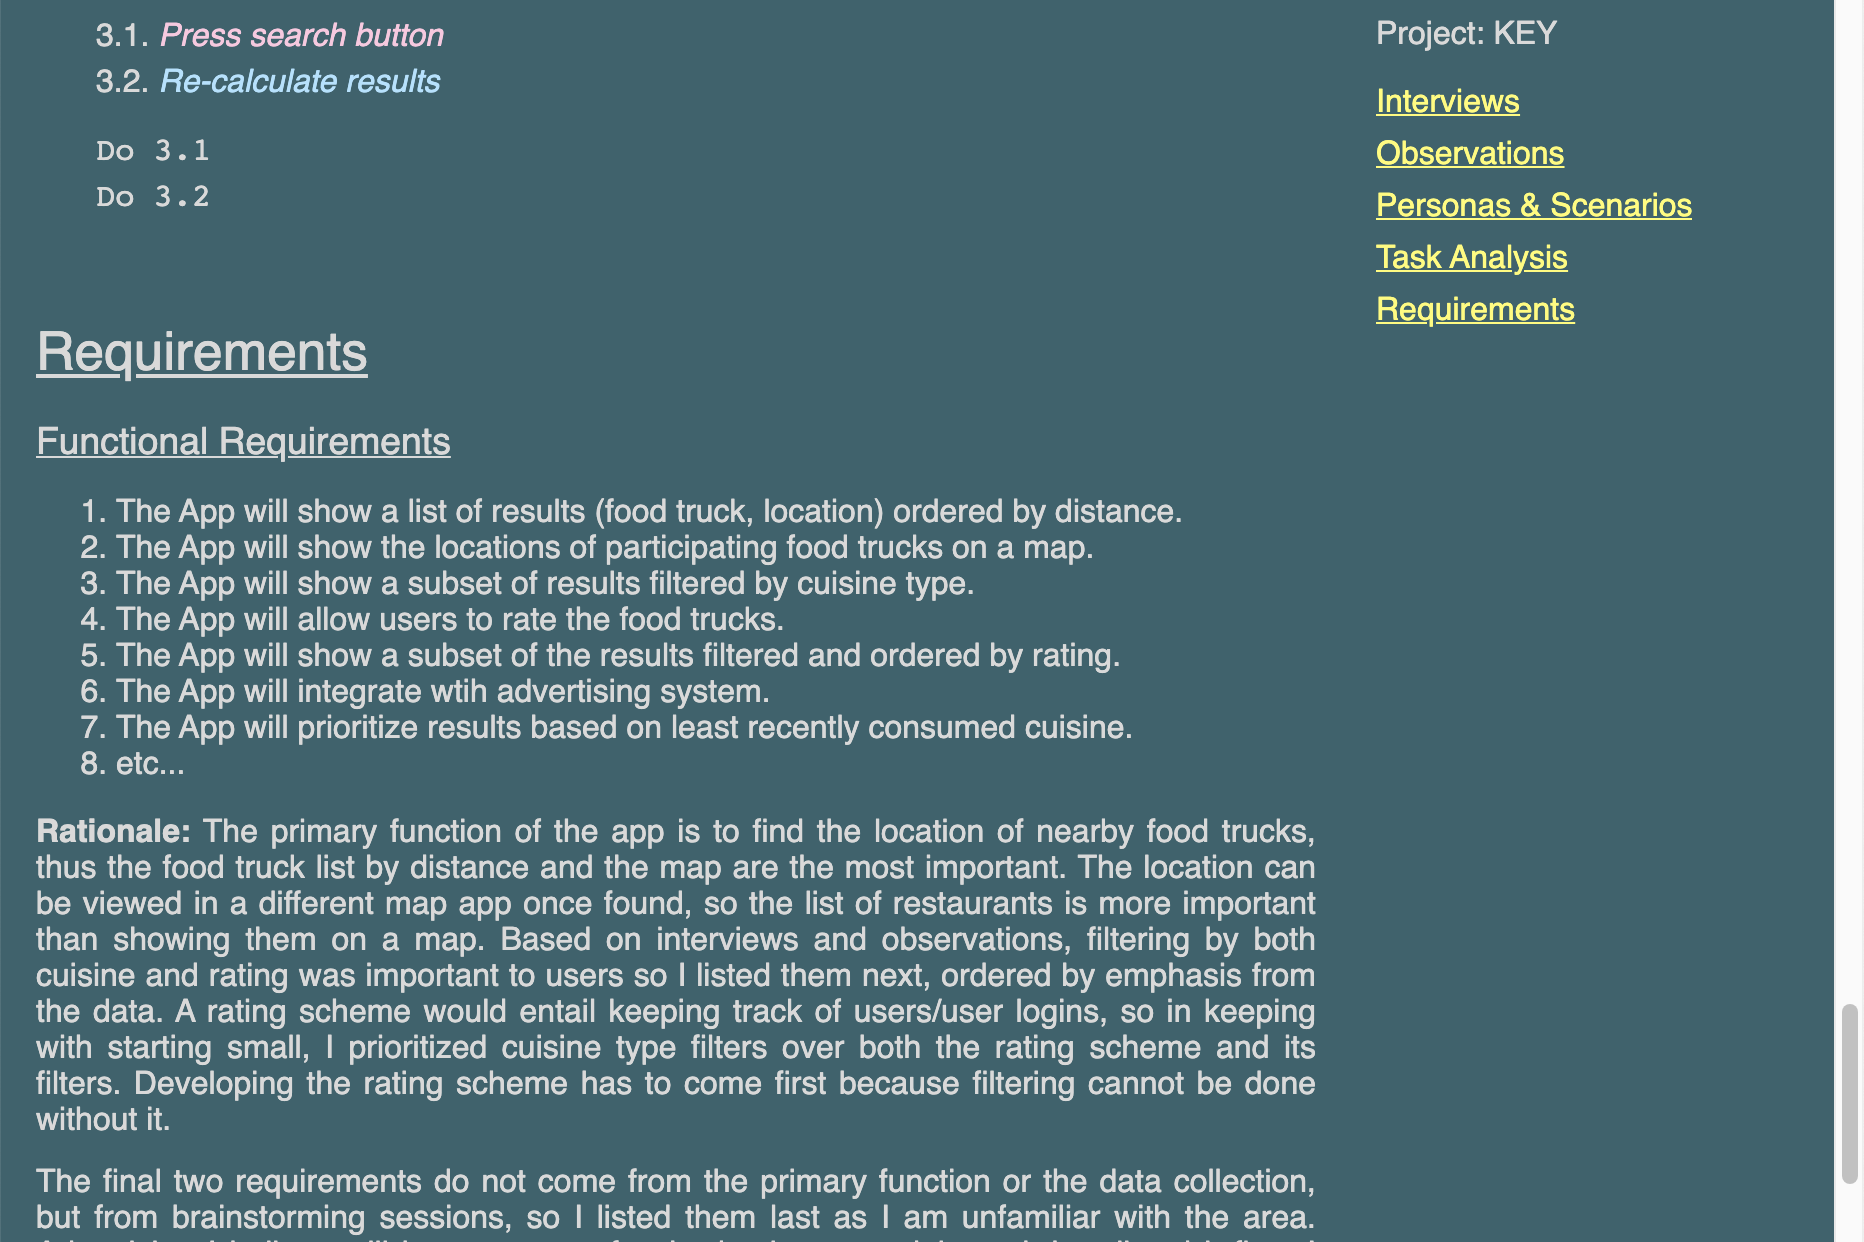 3.1. Press search button
3.2. Re-calculate results
Do 3.1
Do 3.2
Requirements
Functional Requirements
1. The App will show a list of results (food truck, location) ordered by distance.
2. The App will show the locations of participating food trucks on a map.
3. The App will show a subset of results filtered by cuisine type.
4. The App will allow users to rate the food trucks.
5. The App will show a subset of the results filtered and ordered by rating.
6. The App will integrate wtih advertising system.
7. The App will prioritize results based on least recently consumed cuisine.
8. etc...
Rationale: The primary function of the app is to find the location of nearby food trucks,
thus the food truck list by distance and the map are the most important. The location can
be viewed in a different map app once found, so the list of restaurants is more important
than showing them on a map. Based on interviews and observations, filtering by both
cuisine and rating was important to users so I listed them next, ordered by emphasis from
the data. A rating scheme would entail keeping track of users/user logins, so in keeping
with starting small, I prioritized cuisine type filters over both the rating scheme and its
filters. Developing the rating scheme has to come first because filtering cannot be done
without it.
The final two requirements do not come from the primary function or the data collection,
but from brainstorming sessions, so I listed them last as I am unfamiliar with the area.
Project: KEY
Interviews
Observations
Personas & Scenarios
Task Analysis
Requirements